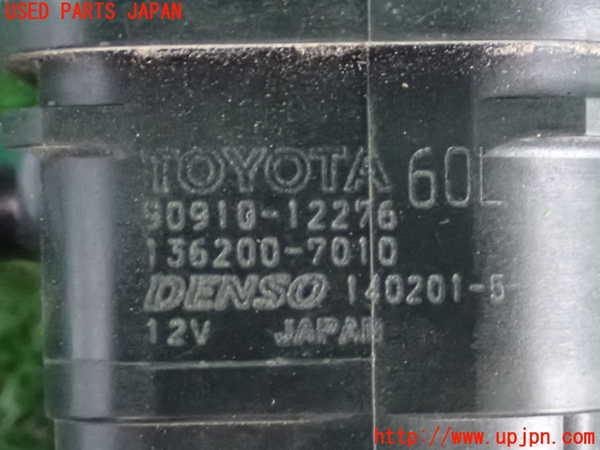 USED PARTS JAPAN
TOYOTA 60L
90910-12276
136200-7010
DENSO 140201-5
12V JAPAN
http://www.upjpn.com/